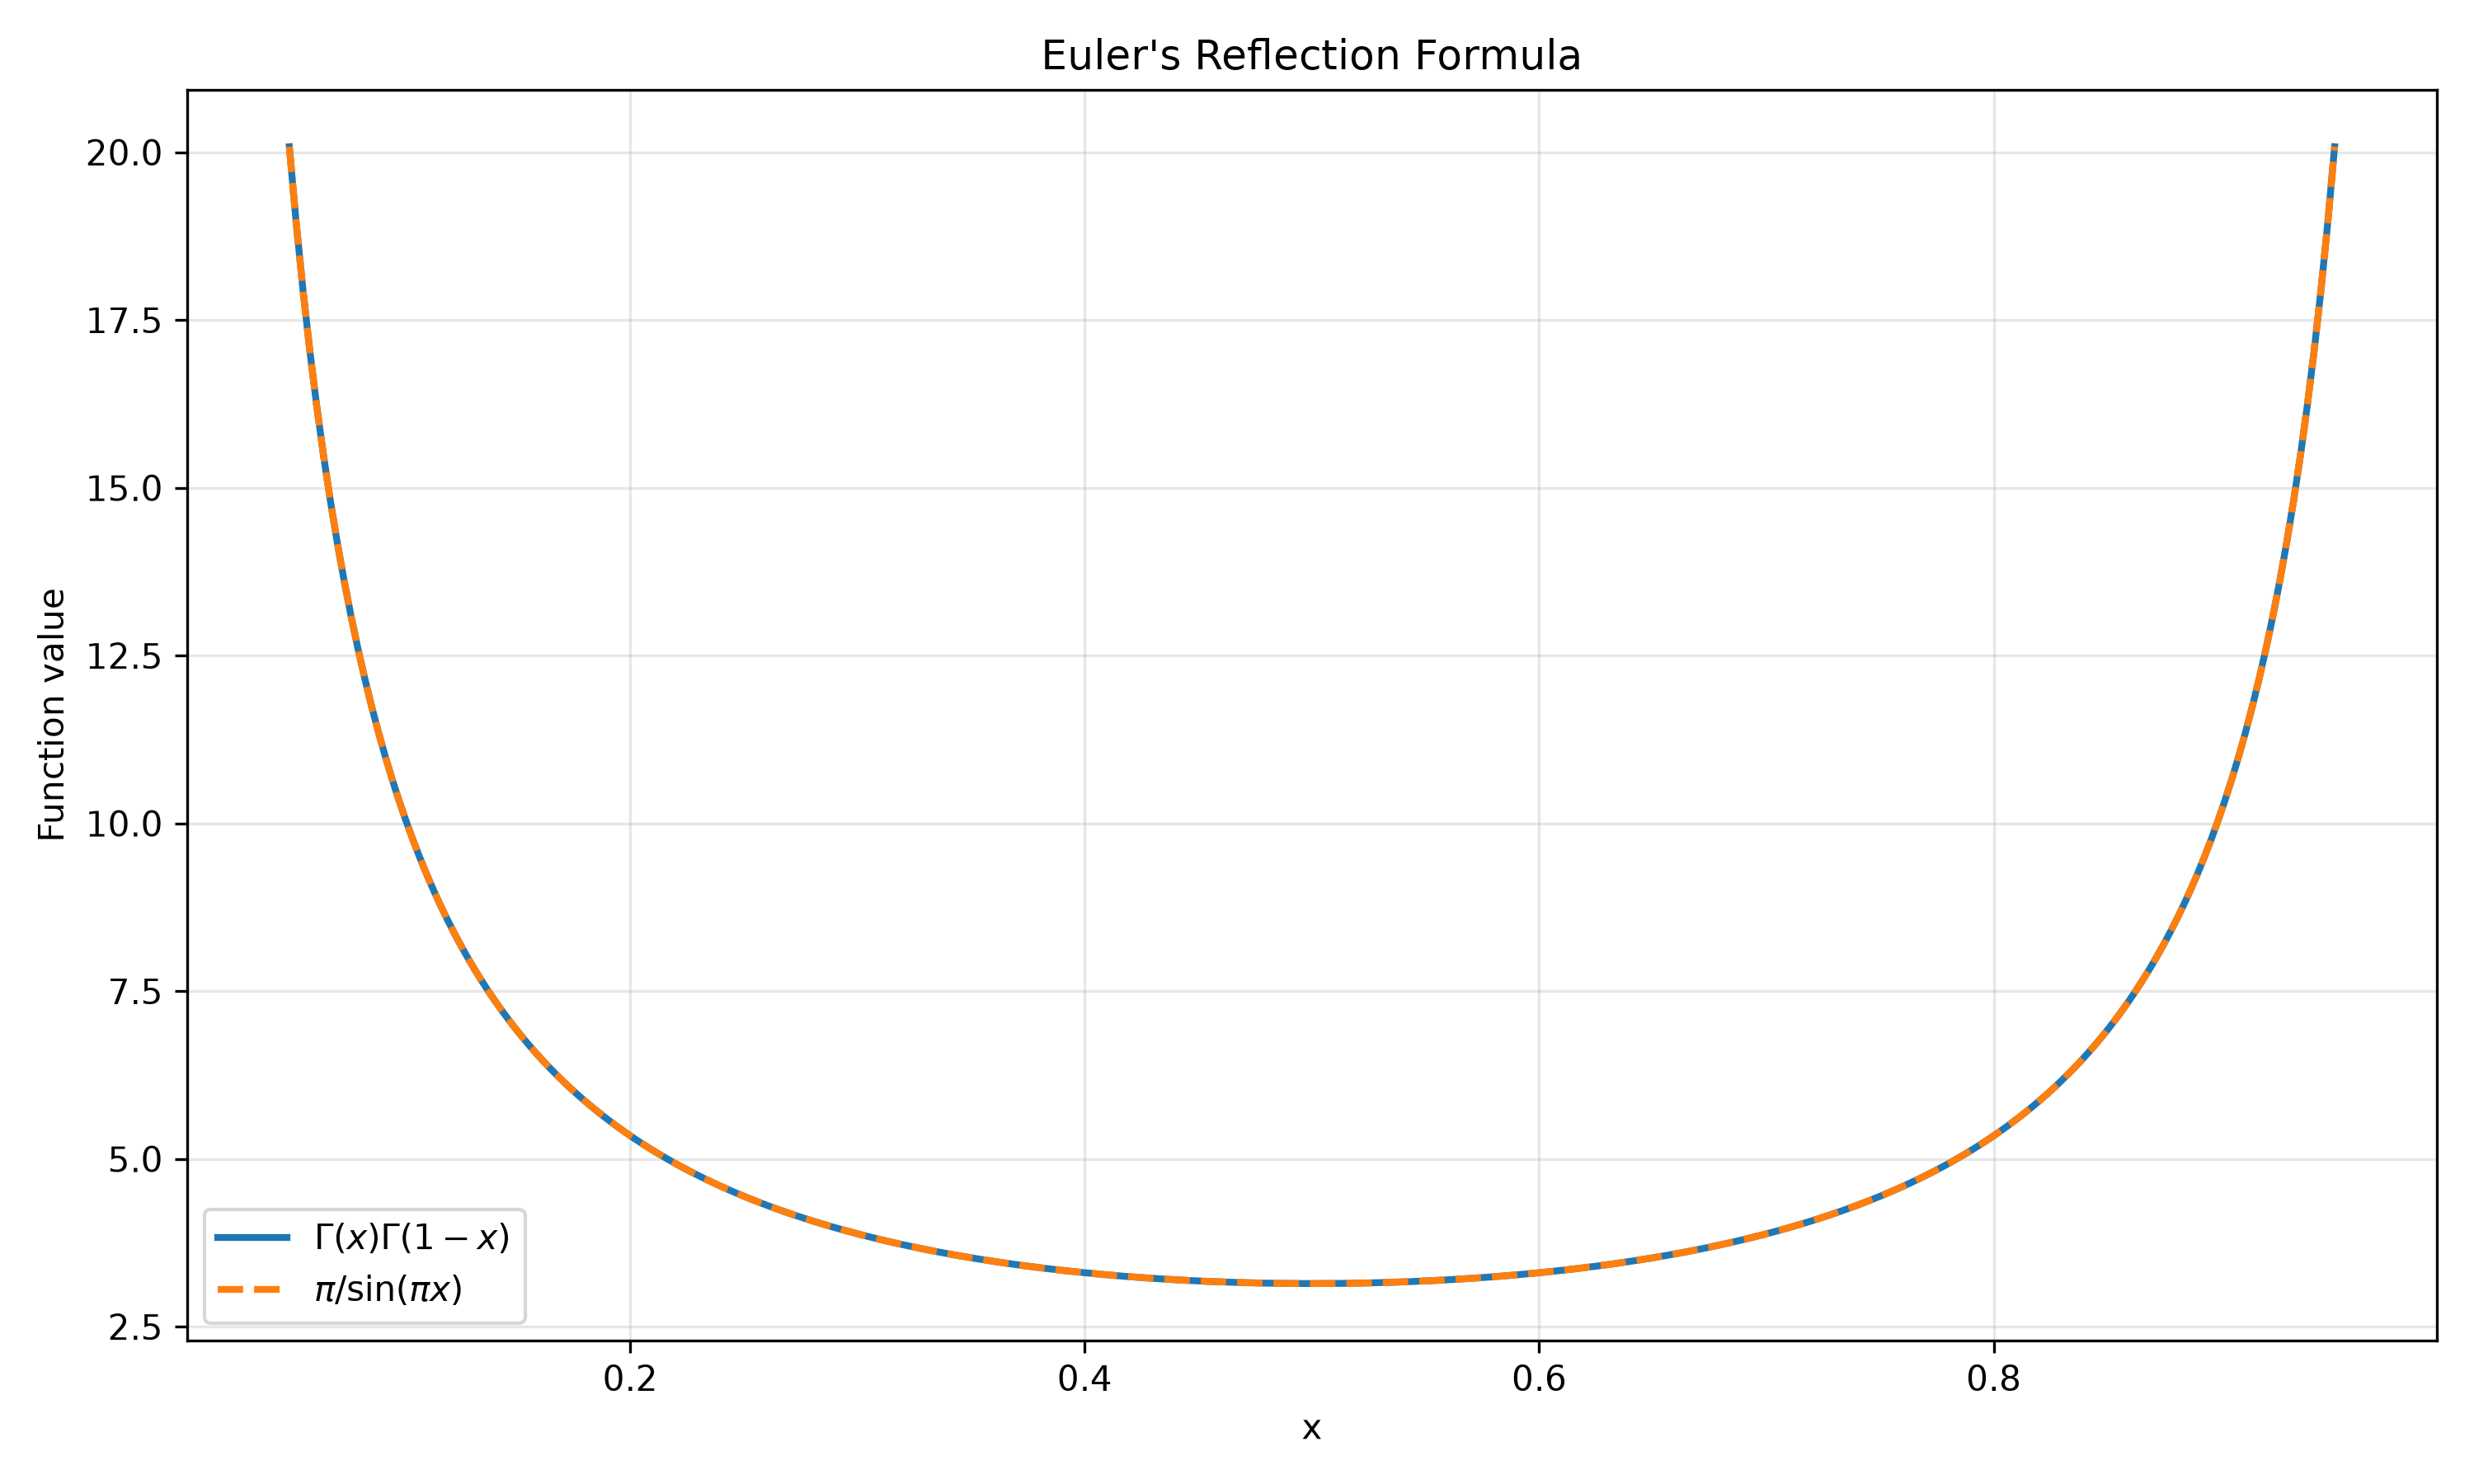 Euler's Reflection Formula
Function value
20.0
17.5
15.0
12.5
10.0
7.5
5.0
2.5
Γ(x)Γ(1 − x)
π/sin(πx)
0.2
0.4
0.6
0.8
x